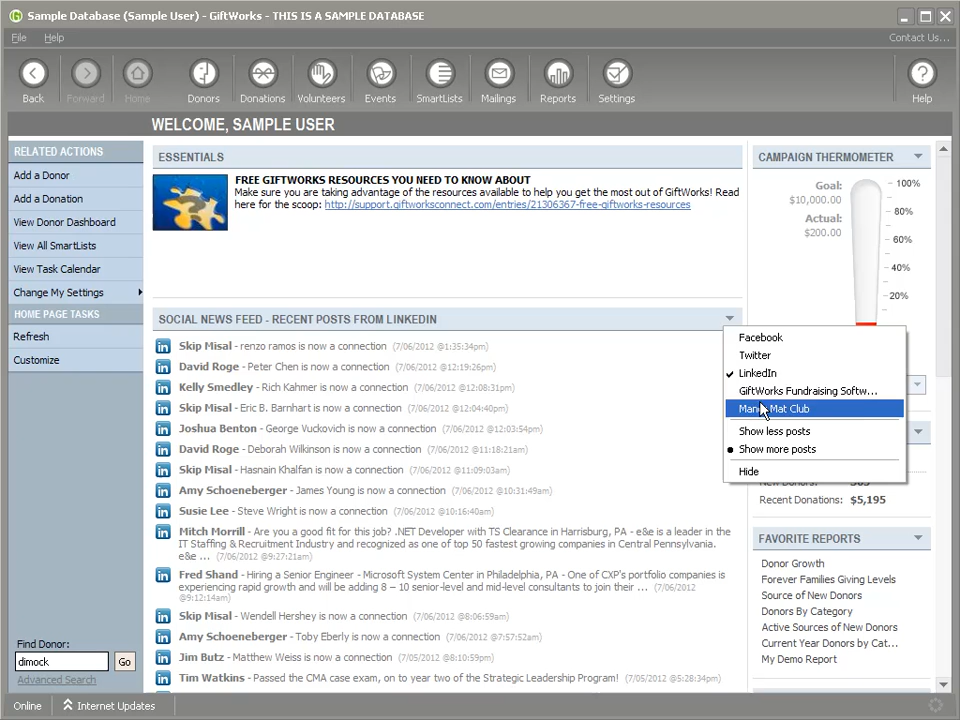 Sample Database (Sample User) - GiftWorks - THIS IS A SAMPLE DATABASE
File Help Contact Us...
Back Forward Home Donors Donations Volunteers Events SmartLists Mailings Reports Settings Help
WELCOME, SAMPLE USER
RELATED ACTIONS
Add a Donor
Add a Donation
View Donor Dashboard
View All SmartLists
View Task Calendar
Change My Settings
HOME PAGE TASKS
Refresh
Customize
Find Donor:
dimock Go
Advanced Search
ESSENTIALS
FREE GIFTWORKS RESOURCES YOU NEED TO KNOW ABOUT
Make sure you are taking advantage of the resources available to help you get the most out of GiftWorks! Read
here for the scoop: http://support.giftworksconnect.com/entries/21306367-free-giftworks-resources
SOCIAL NEWS FEED - RECENT POSTS FROM LINKEDIN
in Skip Misal - renzo ramos is now a connection (7/06/2012 @1:35:34pm)
in David Roge - Peter Chen is now a connection (7/06/2012 @12:19:26pm)
in Kelly Smedley - Rich Kahmer is now a connection (7/06/2012 @12:08:31pm)
in Skip Misal - Eric B. Barnhart is now a connection (7/06/2012 @12:04:40pm)
in Joshua Benton - George Vuckovich is now a connection (7/06/2012 @11:28:49am)
in David Roge - Deborah Wilkinson is now a connection (7/06/2012 @11:18:21am)
in Skip Misal - Hasnain Khalfan is now a connection (7/06/2012 @11:09:03am)
in Amy Schoeneberger - James Young is now a connection (7/06/2012 @10:31:49am)
in Susie Lee - Steve Wright is now a connection (7/06/2012 @10:16:40am)
in Mitch Morrill - Are you a good fit for this job? .NET Developer with TS Clearance in Harrisburg, PA - e&e is a leader in the
IT Staffing & Recruitment Industry and recognized as one of top 50 fastest growing companies in Central Pennsylvania.
e&e ... (7/06/2012 @9:27:21am)
in Fred Shand - Hiring a Senior Engineer - Microsoft System Center in Philadelphia, PA - One of CXP's portfolio companies is
experiencing rapid growth and will be adding 8 – 10 senior-level and mid-level consultants to join their ... (7/06/2012
@9:12:14am)
in Skip Misal - Wendell Hershey is now a connection (7/06/2012 @8:06:59am)
in Amy Schoeneberger - Toby Eberly is now a connection (7/06/2012 @7:57:52am)
in Jim Butz - Matthew Weiss is now a connection (7/05/2012 @8:10:59pm)
in Tim Watkins - Passed the CMA case exam, on to year two of the Strategic Leadership Program! (7/05/2012 @5:28:34pm)
CAMPAIGN THERMOMETER
Goal:
$10,000.00
Actual:
$200.00
100%
80%
60%
40%
20%
Facebook
Twitter
LinkedIn
GiftWorks Fundraising Softw...
Mat Club
Show less posts
Show more posts
Hide
Recent Donations: $5,195
FAVORITE REPORTS
Donor Growth
Forever Families Giving Levels
Source of New Donors
Donors By Category
Active Sources of New Donors
Current Year Donors by Cat...
My Demo Report
Online Internet Updates